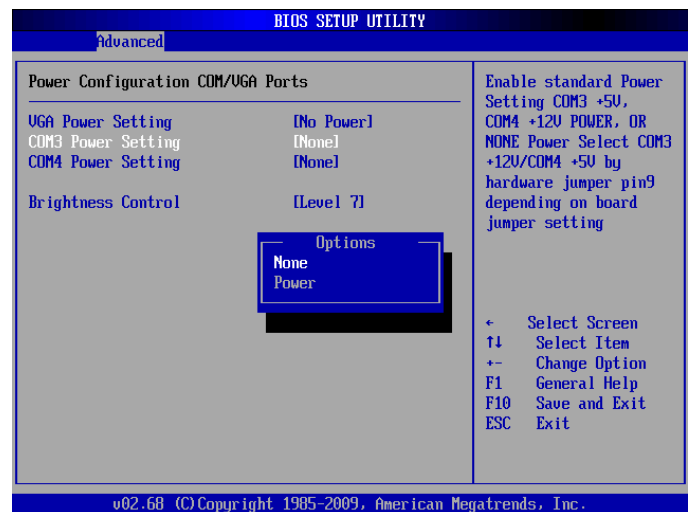 BIOS SETUP UTILITY
Advanced
Power Configuration COM/VGA Ports
VGA Power Setting [No Power]
COM3 Power Setting [None]
COM4 Power Setting [None]
Brightness Control [Level 7]
Options
None
Power
Enable standard Power
Setting COM3 +5V,
COM4 +12V POWER, OR
NONE Power Select COM3
+12V/COM4 +5V by
hardware jumper pin9
depending on board
jumper setting
← Select Screen
↑↓ Select Item
+- Change Option
F1 General Help
F10 Save and Exit
ESC Exit
v02.68 (C)Copyright 1985-2009, American Megatrends, Inc.